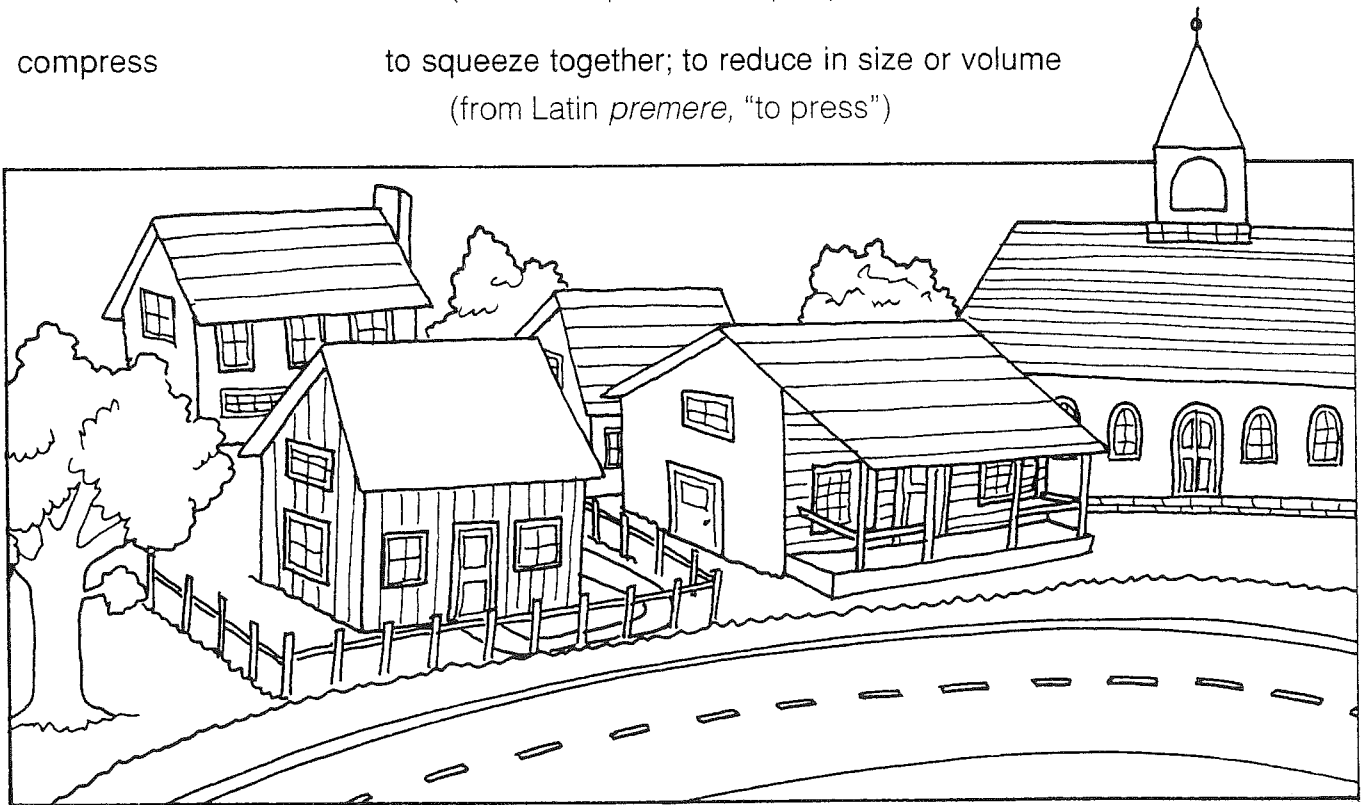 compress to squeeze together; to reduce in size or volume
(from Latin premere, “to press”)